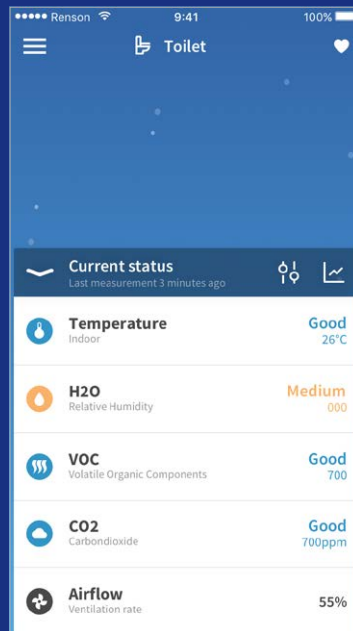 Renson 9:41 100%
Toilet
Current status
Last measurement 3 minutes ago
Temperature Good
Indoor 26°C
H2O Medium
Relative Humidity 000
VOC Good
Volatile Organic Components 700
CO2 Good
Carbondioxide 700ppm
Airflow 55%
Ventilation rate